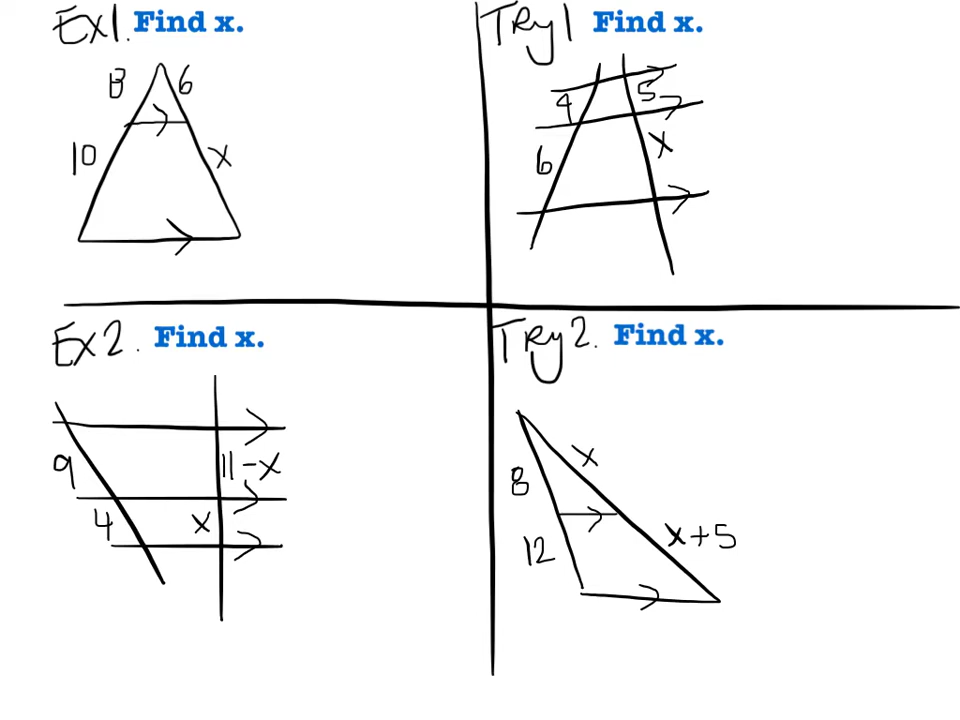 Ex1. Find x.
8 6
10 x
Try1 Find x.
4 5
6 x
Ex2. Find x.
9 11-x
4 x
Try2. Find x.
8 x
12 x+5